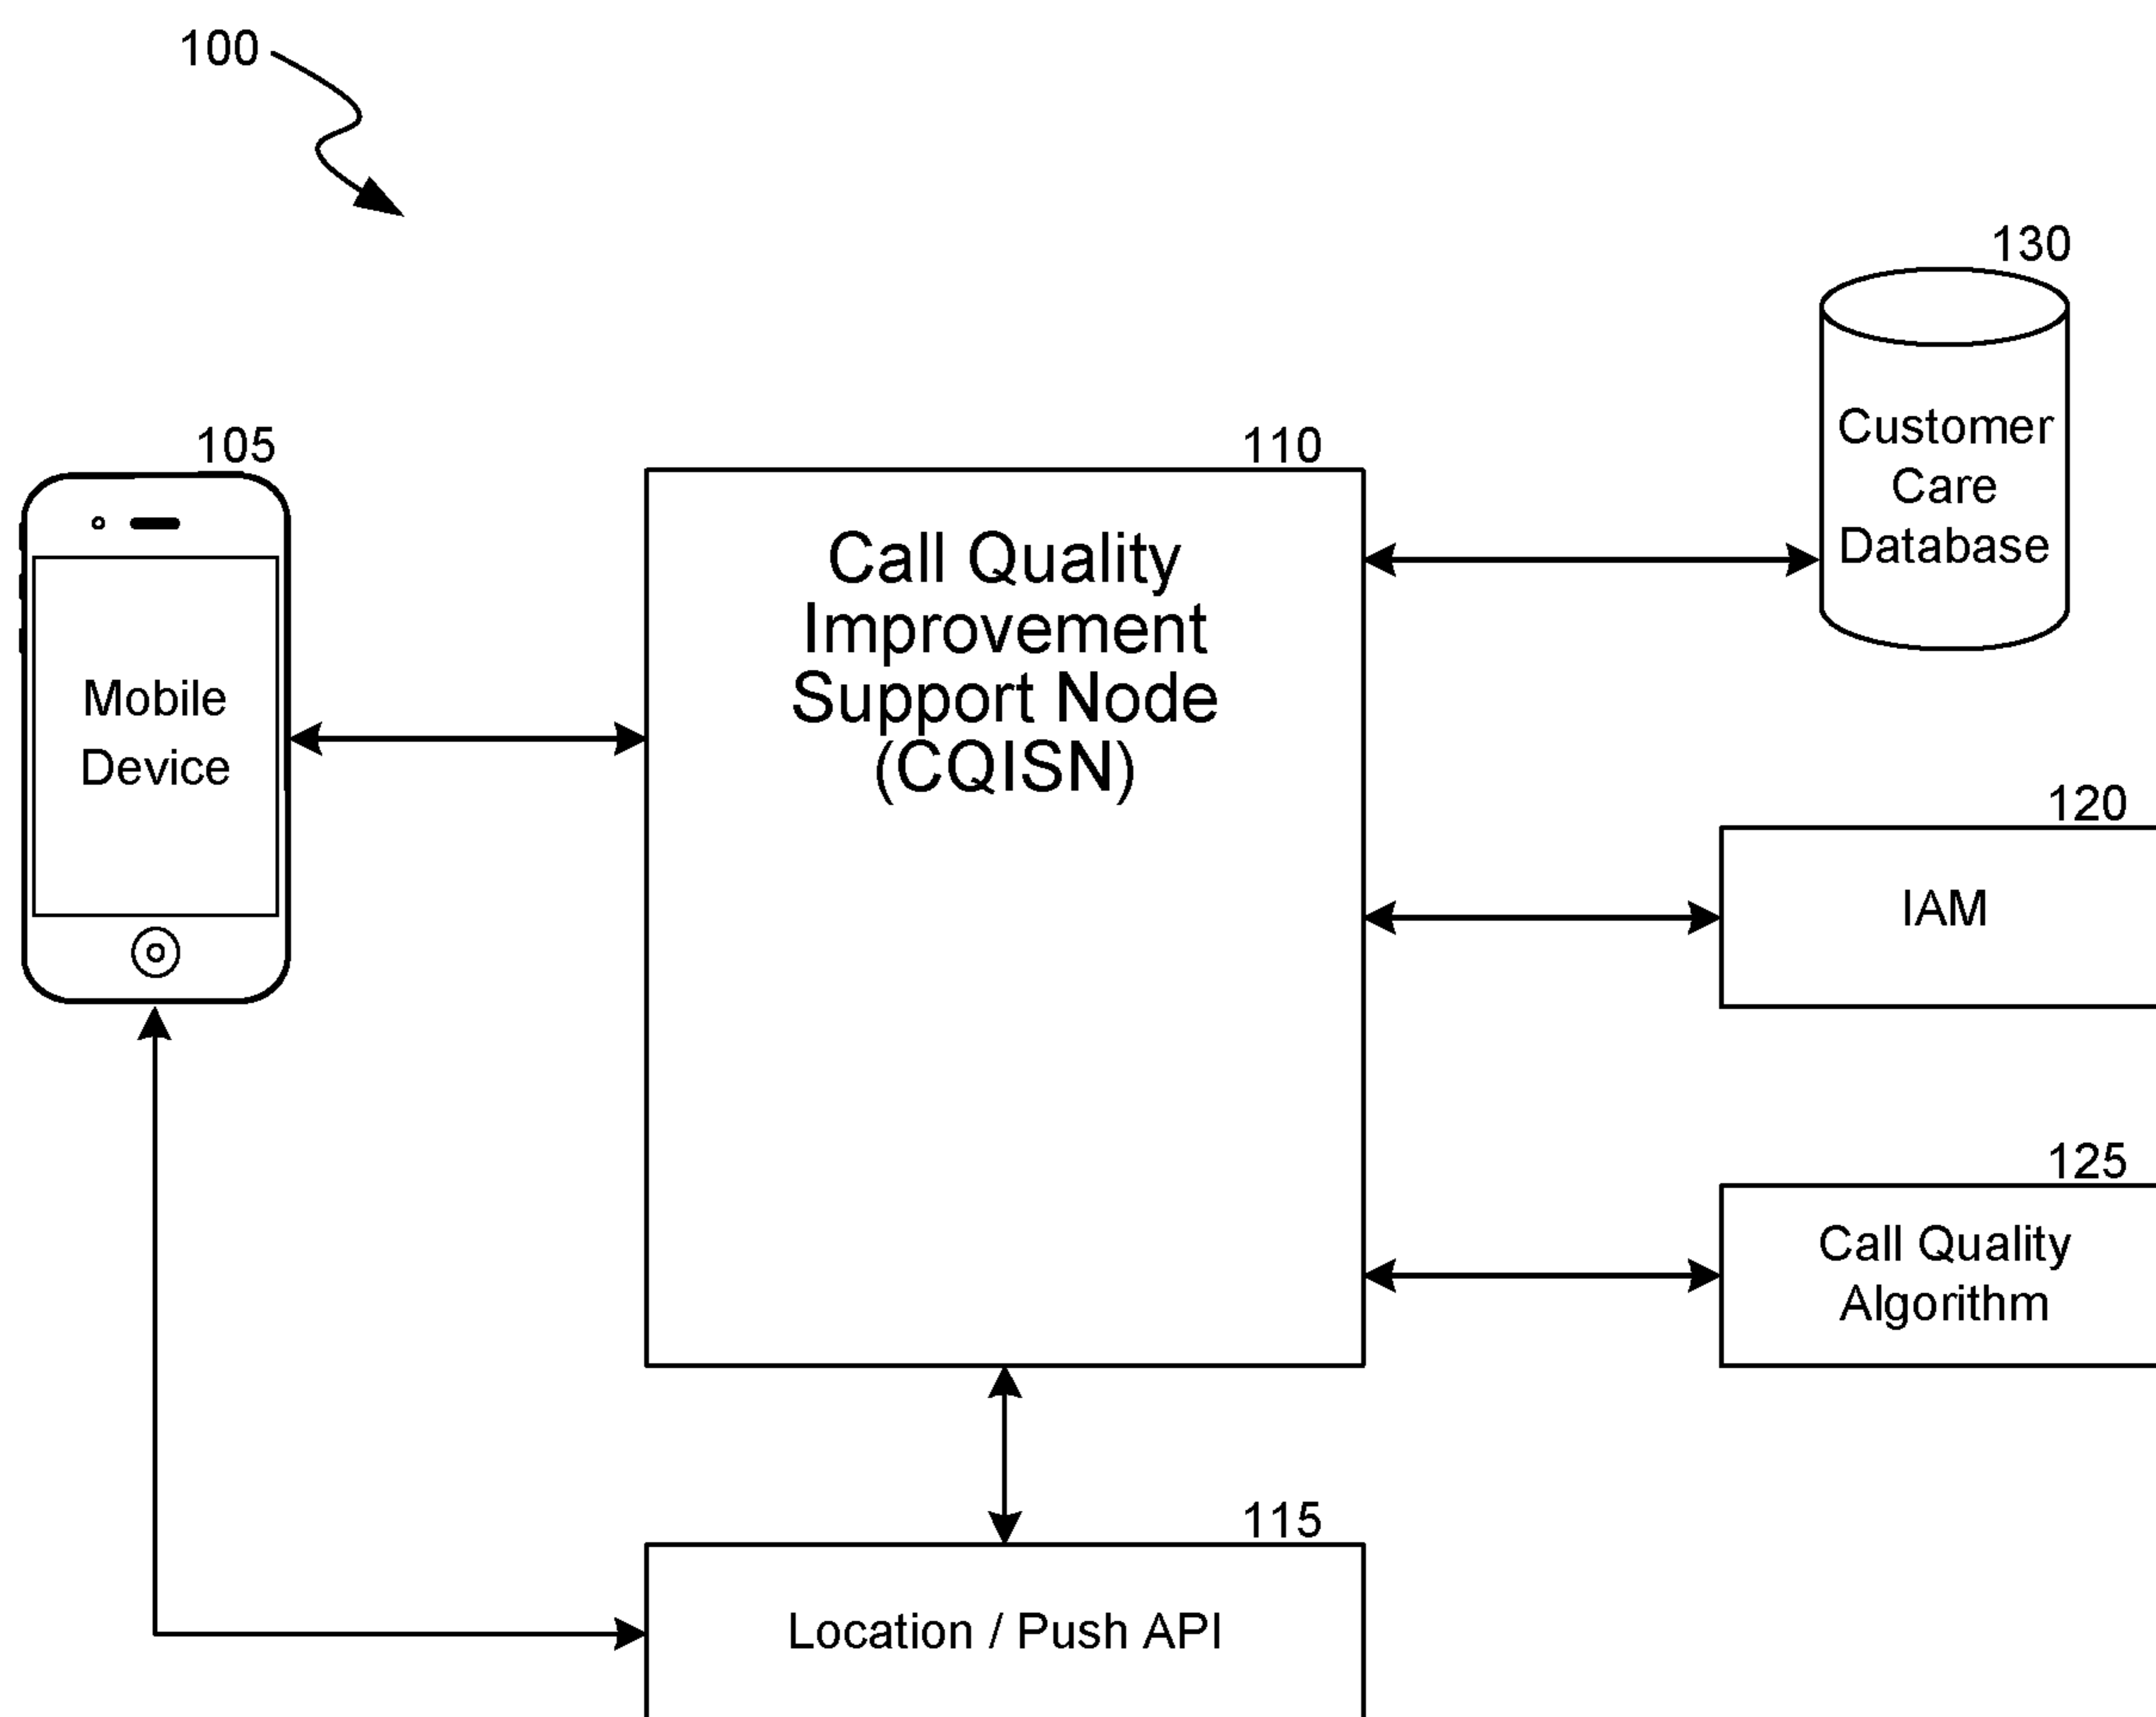 100
130
Customer
Care
Database
105
Mobile
Device
110
Call Quality
Improvement
Support Node
(CQISN)
120
IAM
125
Call Quality
Algorithm
115
Location / Push API